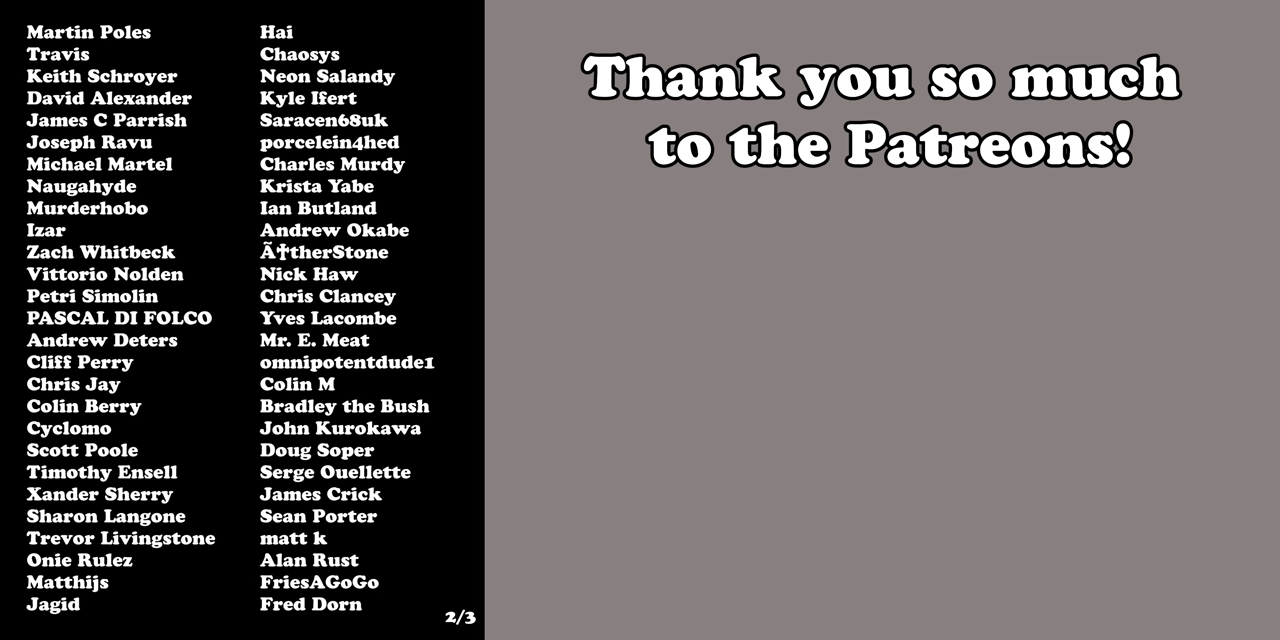 Martin Poles
Travis
Keith Schroyer
David Alexander
James C Parrish
Joseph Ravu
Michael Martel
Naugahyde
Murderhobo
Izar
Zach Whitbeck
Vittorio Nolden
Petri Simolin
PASCAL DI FOLCO
Andrew Deters
Cliff Perry
Chris Jay
Colin Berry
Cyclomo
Scott Poole
Timothy Ensell
Xander Sherry
Sharon Langone
Trevor Livingstone
Onie Rulez
Matthijs
Jagid
Hai
Chaosys
Neon Salandy
Kyle Ifert
Saracen68uk
porcelein4hed
Charles Murdy
Krista Yabe
Ian Butland
Andrew Okabe
Ã†therStone
Nick Haw
Chris Clancey
Yves Lacombe
Mr. E. Meat
omnipotentdude1
Colin M
Bradley the Bush
John Kurokawa
Doug Soper
Serge Ouellette
James Crick
Sean Porter
matt k
Alan Rust
FriesAGoGo
Fred Dorn
2/3
Thank you so much
to the Patreons!